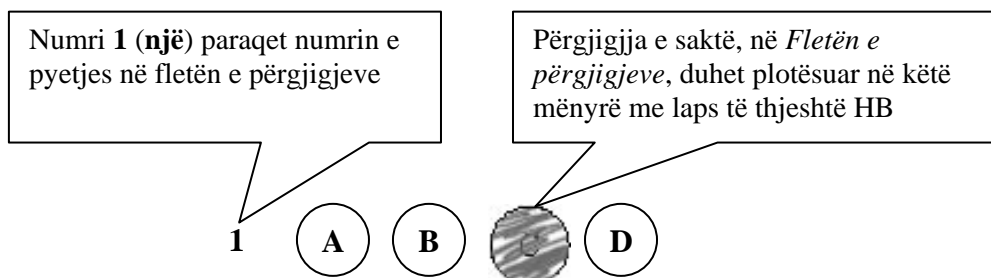 Numri 1 (një) paraqet numrin e
pyetjes në fletën e përgjigjeve
Përgjigjja e saktë, në Fletën e
përgjigjeve, duhet plotësuar në këtë
mënyrë me laps të thjeshtë HB
1 A B D